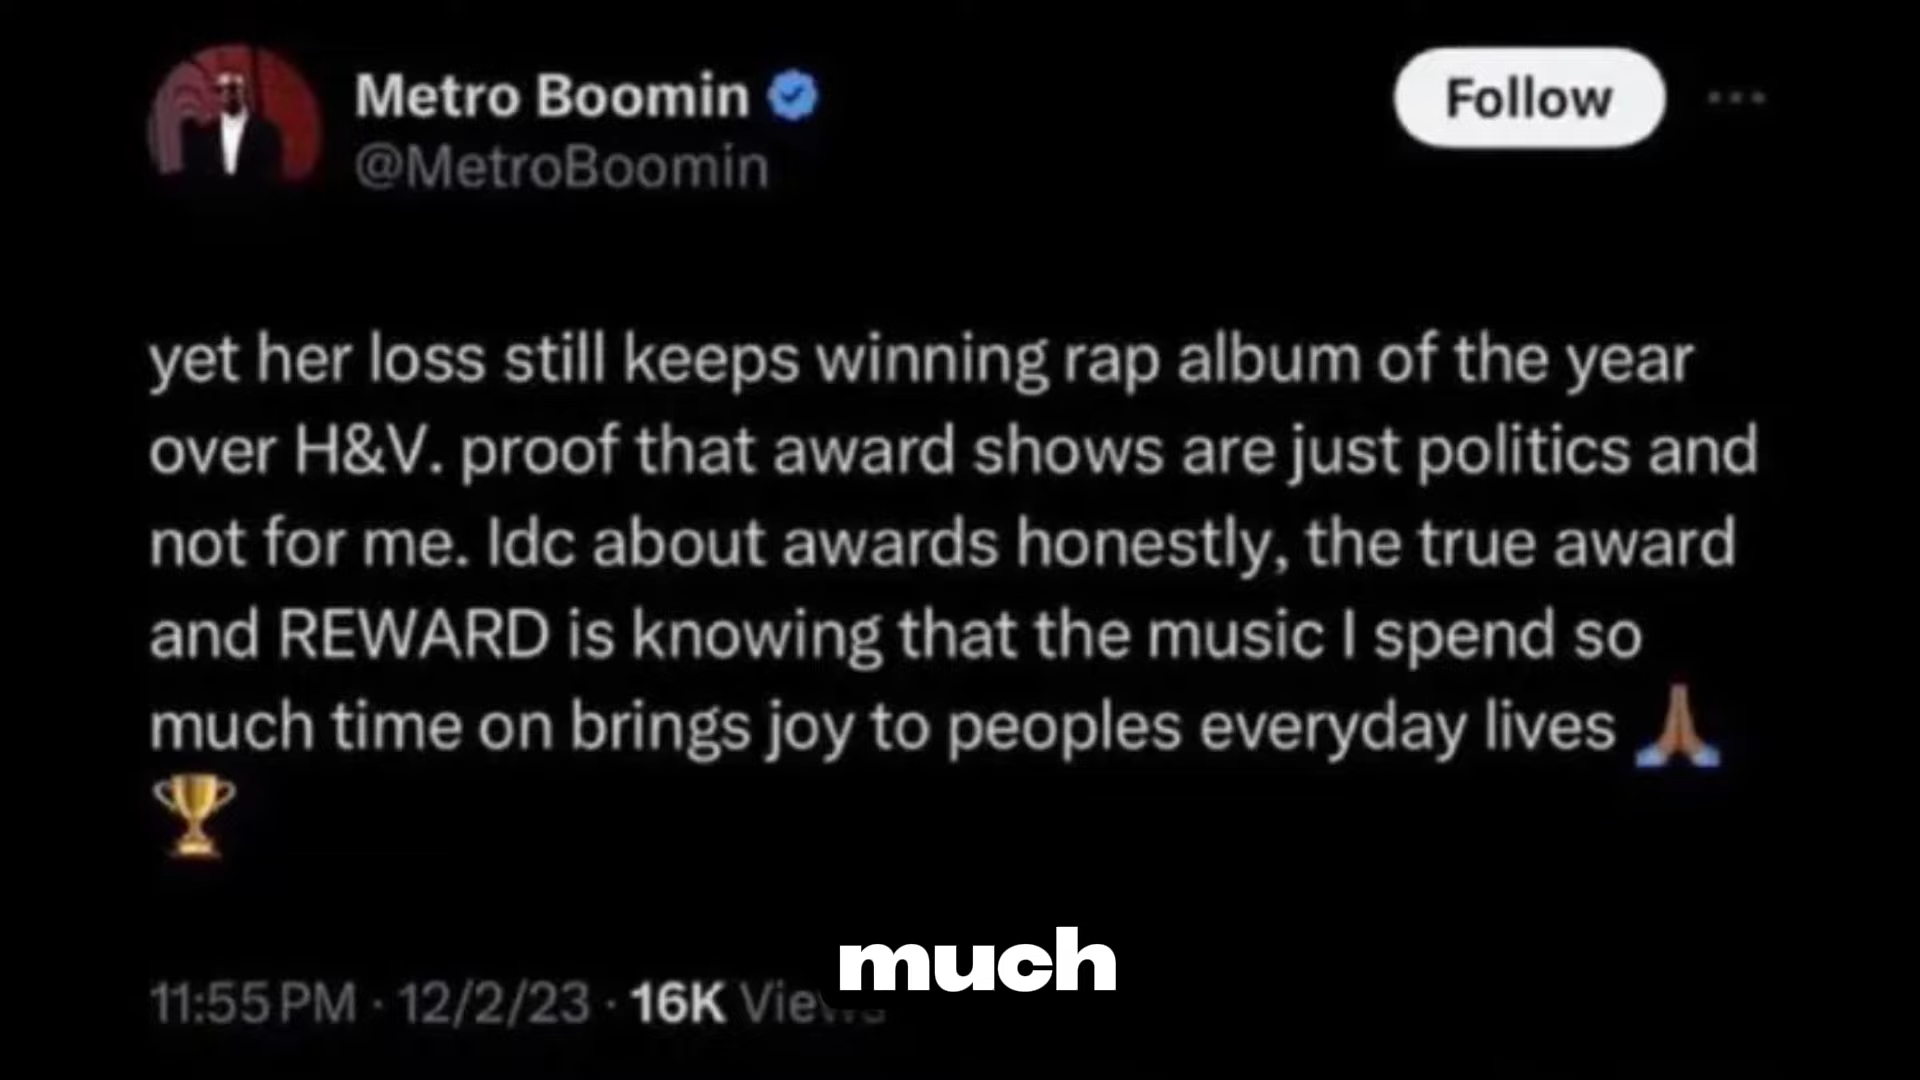 Metro Boomin
Follow
@MetroBoomin
yet her loss still keeps winning rap album of the year
over H&V. proof that award shows are just politics and
not for me. Idc about awards honestly, the true award
and REWARD is knowing that the music I spend so
much time on brings joy to peoples everyday lives 🙏🏽
🏆
much
11:55 PM · 12/2/23 · 16K Views